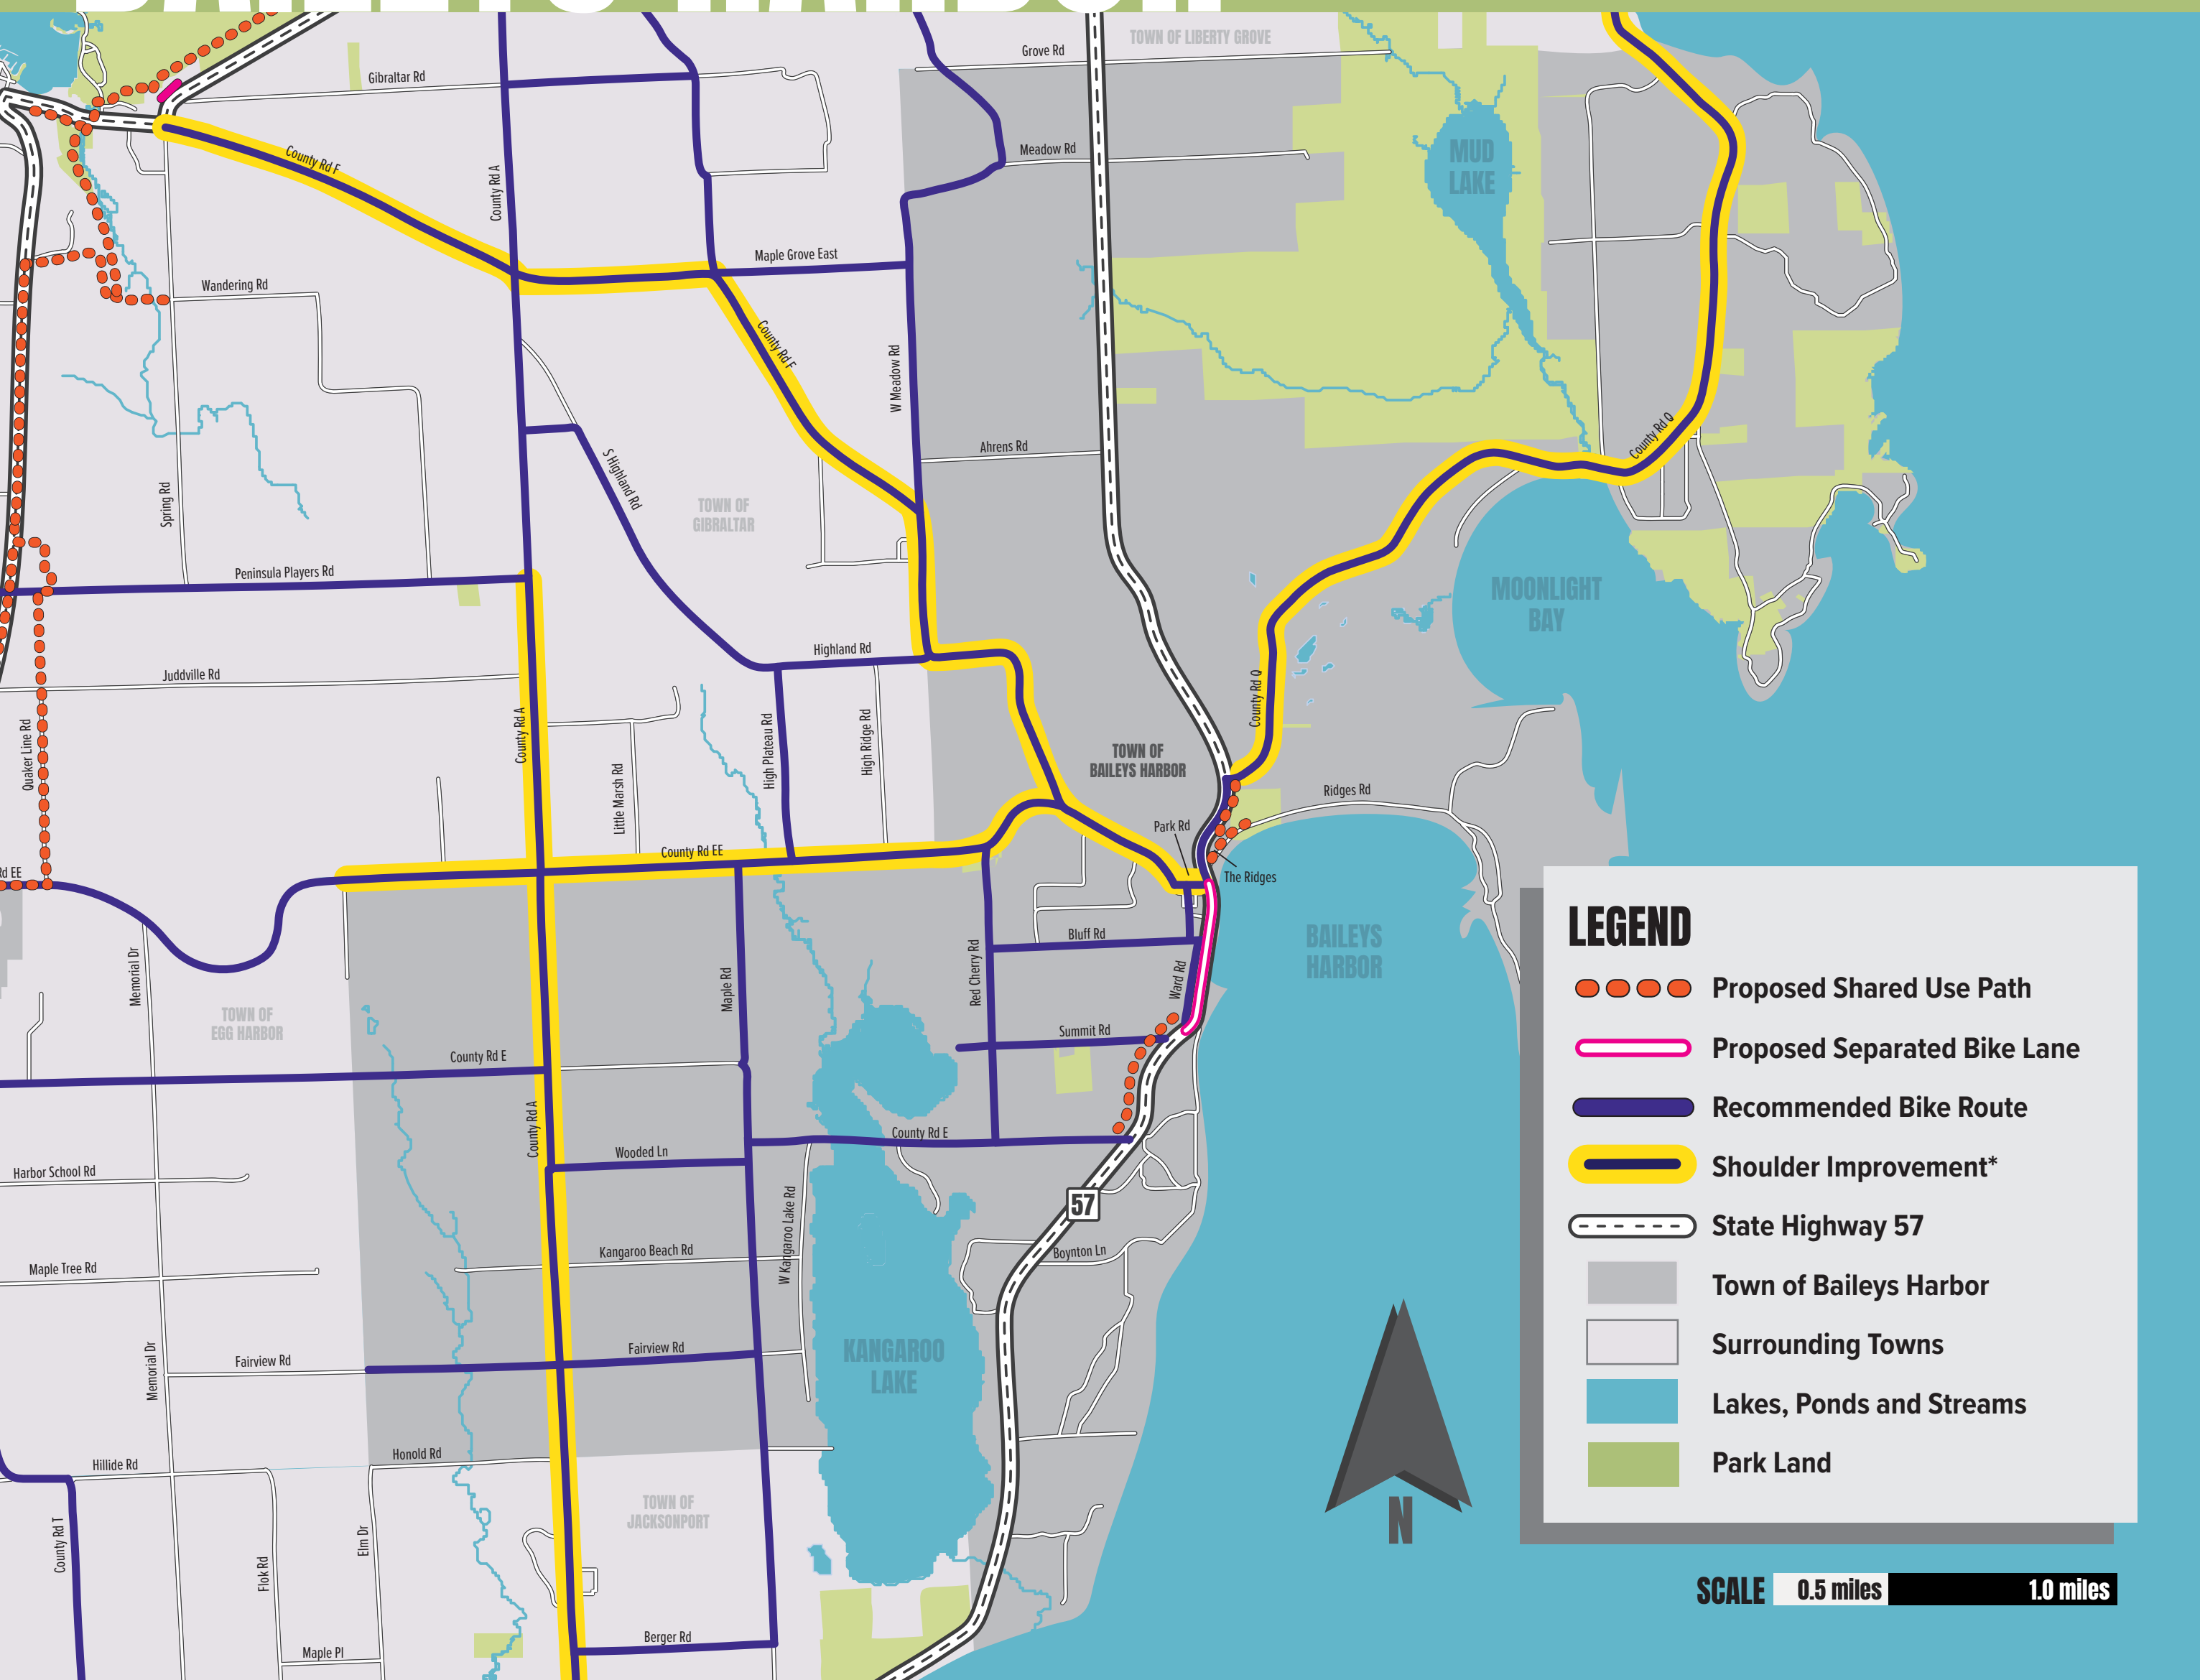 TOWN OF LIBERTY GROVE
Grove Rd
Gibraltar Rd
Meadow Rd
MUD
LAKE
County Rd F
County Rd A
Maple Grove East
Wandering Rd
County Rd F
W Meadow Rd
Ahrens Rd
County Rd Q
S Highland Rd
Spring Rd
TOWN OF
GIBRALTAR
Peninsula Players Rd
MOONLIGHT
BAY
Highland Rd
Juddville Rd
County Rd Q
Quaker Line Rd
County Rd A
High Plateau Rd
High Ridge Rd
Little Marsh Rd
TOWN OF
BAILEYS HARBOR
Ridges Rd
Park Rd
County Rd EE
Rd EE
The Ridges
Bluff Rd
BAILEYS
HARBOR
Memorial Dr
Maple Rd
Red Cherry Rd
Ward Rd
TOWN OF
EGG HARBOR
Summit Rd
County Rd E
County Rd A
County Rd E
Wooded Ln
Harbor School Rd
57
W Kangaroo Lake Rd
Kangaroo Beach Rd
Boynton Ln
Maple Tree Rd
Memorial Dr
Fairview Rd
Fairview Rd
KANGAROO
LAKE
Honold Rd
Hillide Rd
TOWN OF
JACKSONPORT
County Rd T
Flok Rd
Elm Dr
Berger Rd
Maple Pl
N
LEGEND
Proposed Shared Use Path
Proposed Separated Bike Lane
Recommended Bike Route
Shoulder Improvement*
State Highway 57
Town of Baileys Harbor
Surrounding Towns
Lakes, Ponds and Streams
Park Land
SCALE 0.5 miles 1.0 miles